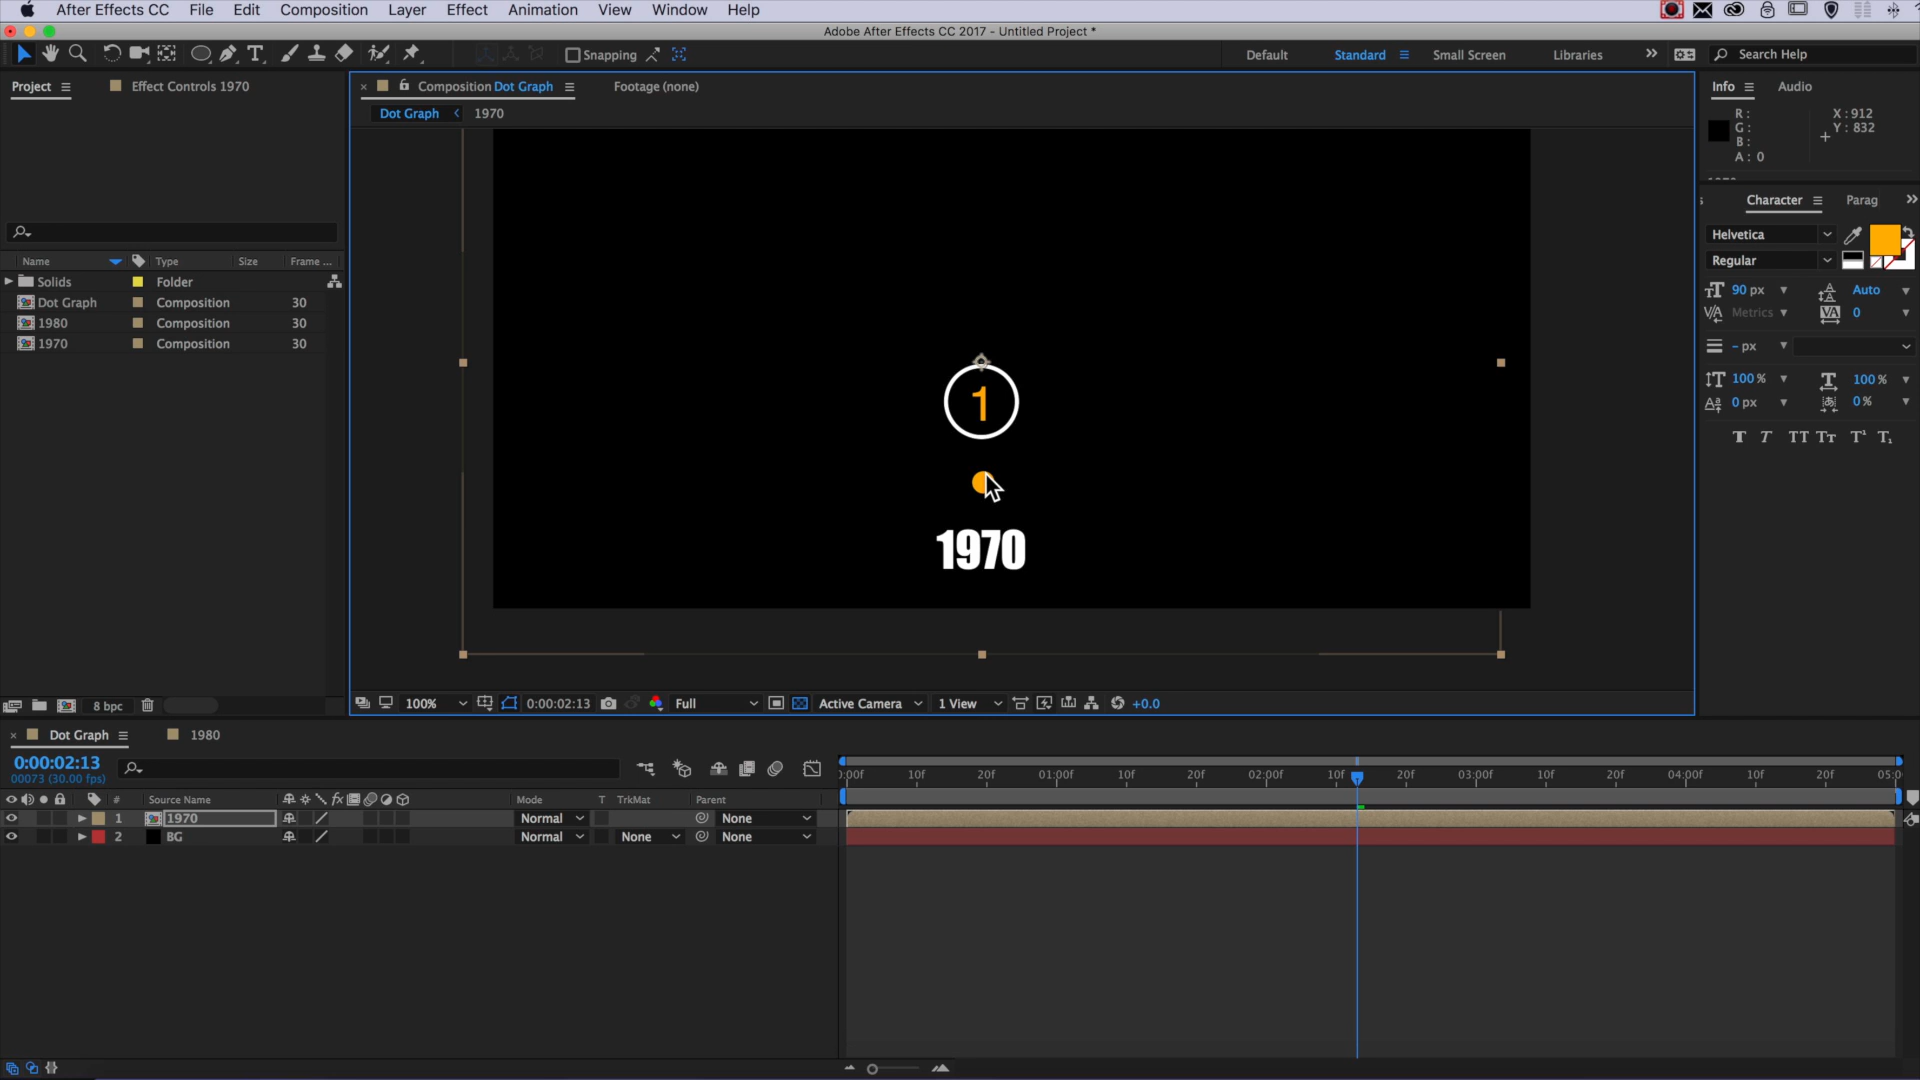 After Effects CC File Edit Composition Layer Effect Animation View Window Help
Adobe After Effects CC 2017 - Untitled Project *
Snapping Default Standard Small Screen Libraries Search Help
Project Effect Controls 1970
Composition Dot Graph Footage (none)
Dot Graph 1970
Info Audio
R: X: 912
G: Y: 832
B:
A: 0
Character Parag
Helvetica
Regular
90 px Auto
Metrics 0
- px
100 % 100 %
0 px 0 %
Name Type Size Frame ...
Solids Folder
Dot Graph Composition 30
1980 Composition 30
1970 Composition 30
8 bpc
1
1970
100% 0:00:02:13 Full Active Camera 1 View +0.0
Dot Graph 1980
0:00:02:13
00073 (30.00 fps)
:00f 10f 20f 01:00f 10f 20f 02:00f 10f 20f 03:00f 10f 20f 04:00f 10f 20f 05:0
# Source Name Mode T TrkMat Parent
1 1970 Normal None
2 BG Normal None None